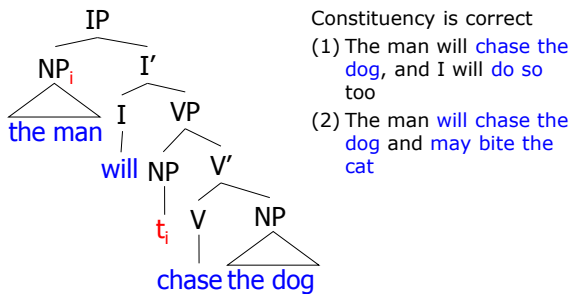 IP
NPi
I'
the man
I
VP
will
NP
V'
ti
V
NP
chase
the dog
Constituency is correct
(1) The man will chase the
dog, and I will do so
too
(2) The man will chase the
dog and may bite the
cat